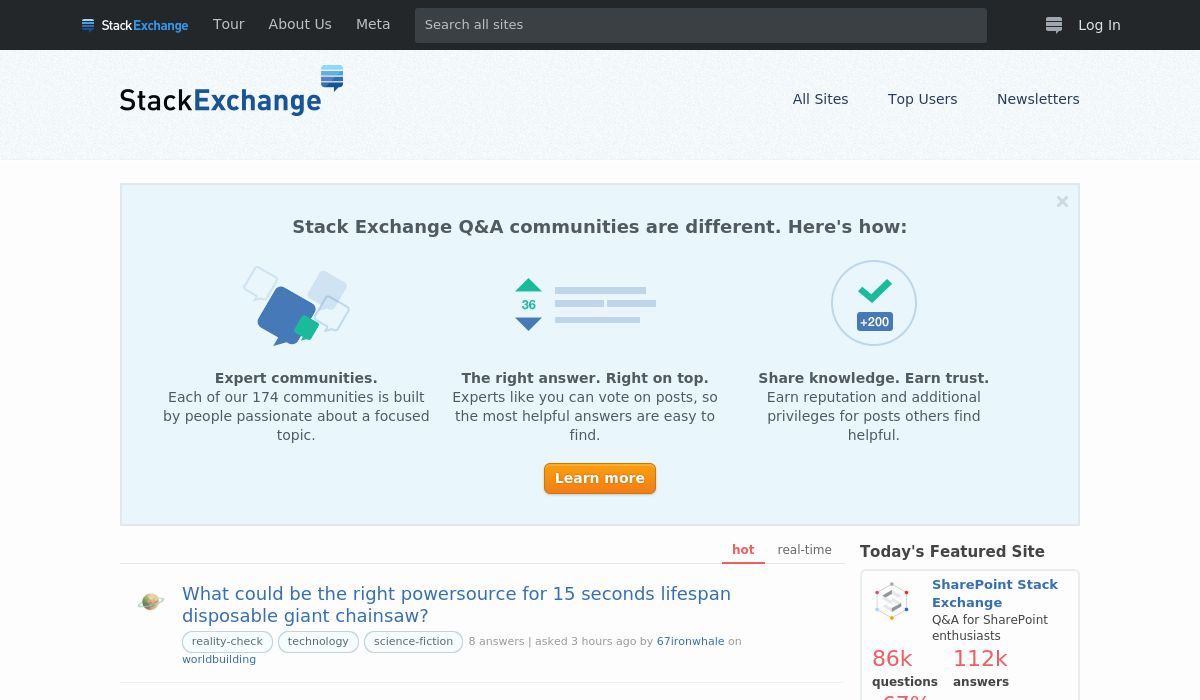 StackExchange
Tour
About Us
Meta
Search all sites
Log In
StackExchange
All Sites
Top Users
Newsletters
Stack Exchange Q&A communities are different. Here's how:
36
+200
Expert communities.
Each of our 174 communities is built
by people passionate about a focused
topic.
The right answer. Right on top.
Experts like you can vote on posts, so
the most helpful answers are easy to
find.
Share knowledge. Earn trust.
Earn reputation and additional
privileges for posts others find
helpful.
Learn more
hot
real-time
What could be the right powersource for 15 seconds lifespan
disposable giant chainsaw?
reality-check technology science-fiction 8 answers | asked 3 hours ago by 67ironwhale on
worldbuilding
Today's Featured Site
SharePoint Stack
Exchange
Q&A for SharePoint
enthusiasts
86k 112k
questions answers
67%